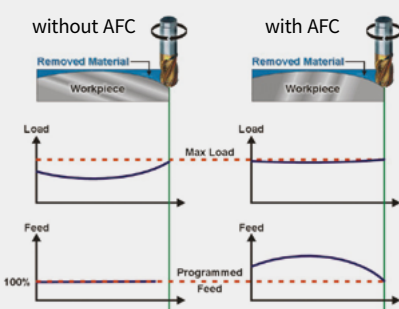 without AFC
with AFC
Removed Material
Removed Material
Workpiece
Workpiece
Load
Load
Max Load
Feed
Feed
100%
Programmed
Feed